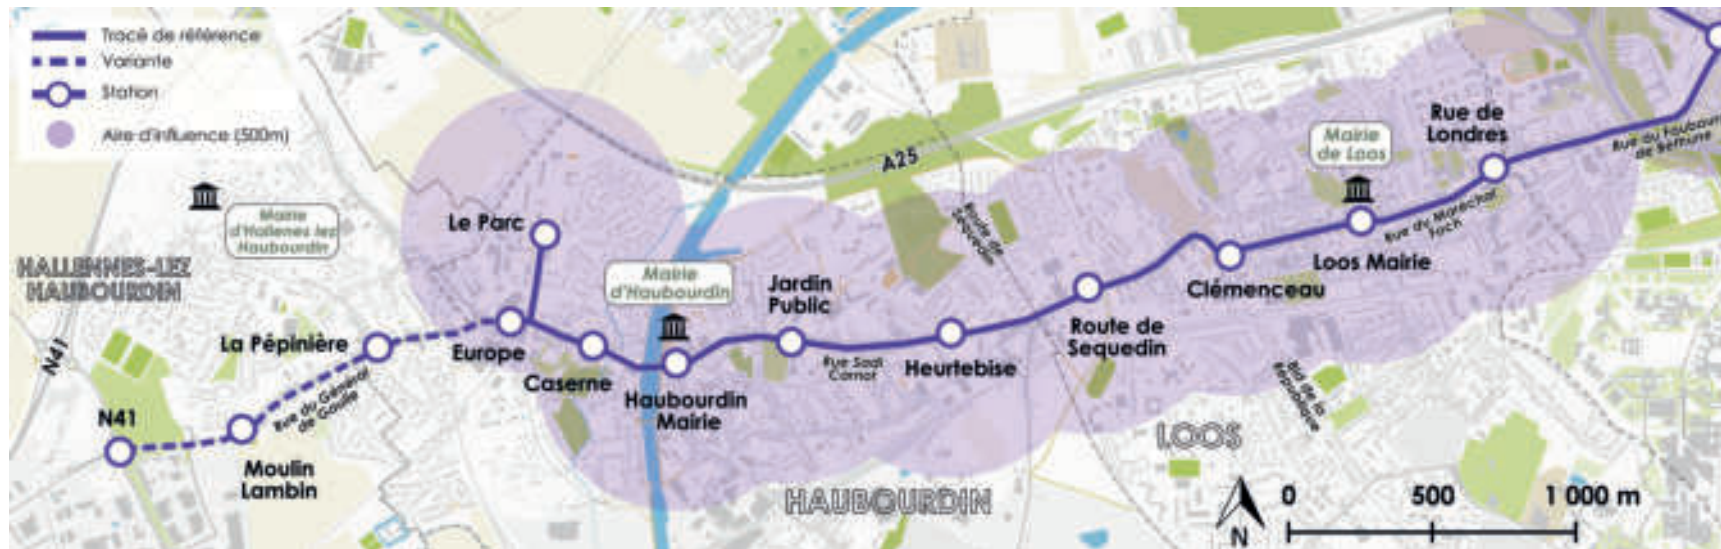 Tracé de référence
Variante
Station
Aire d'influence (500m)
A25
Mairie
de Loos
Rue de
Londres
Rue du Faubourg
de Béthune
Mairie
d'Hallenes lez
Haubourdin
HALLENNES-LEZ
HAUBOURDIN
Le Parc
Route de
Sequedin
Rue du Maréchal
Foch
Loos Mairie
Clémenceau
Mairie
d'Haubourdin
Jardin
Public
N41
La Pépinière
Europe
Caserne
Rue Sadi
Carnot
Heurtebise
Route de
Sequedin
Haubourdin
Mairie
Rue du Général
de Gaulle
Bld de la
République
N41
Moulin
Lambin
LOOS
HAUBOURDIN
N
0 500 1 000 m